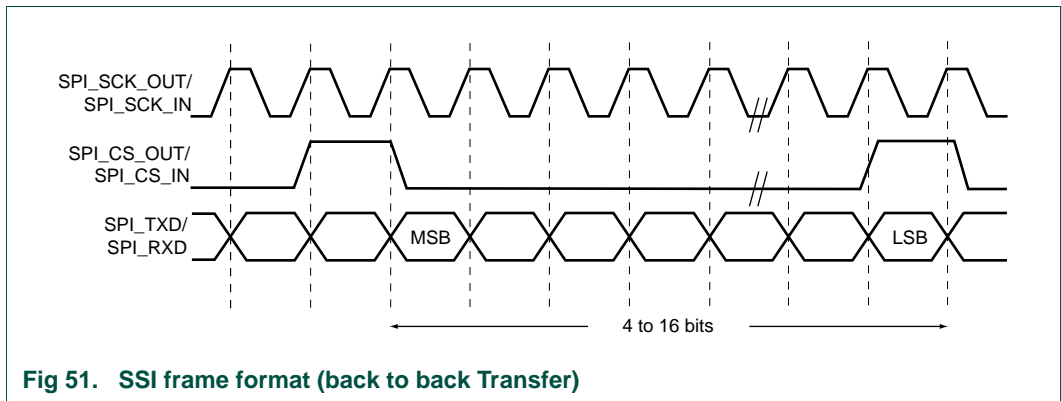 SPI_SCK_OUT/
SPI_SCK_IN
SPI_CS_OUT/
SPI_CS_IN
SPI_TXD/
SPI_RXD
MSB
LSB
4 to 16 bits
Fig 51. SSI frame format (back to back Transfer)